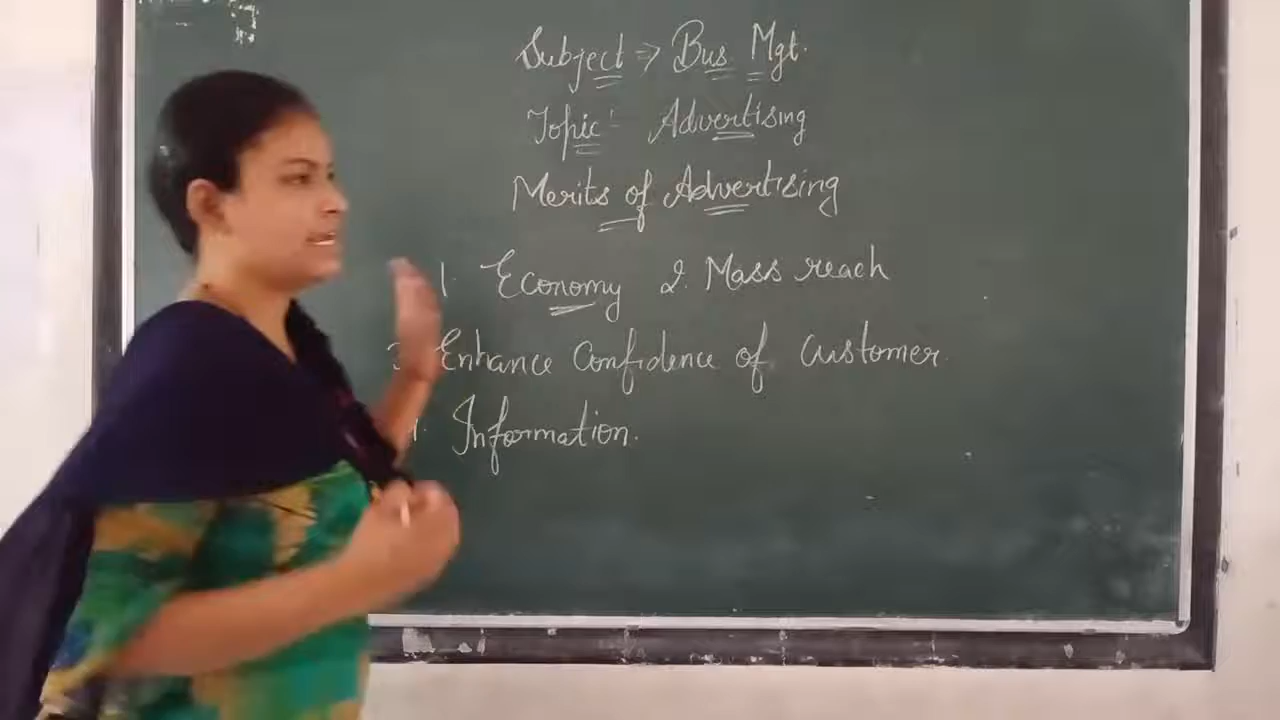 Subject => Bus Mgt.
Topic: Advertising
Merits of Advertising
1. Economy 2. Mass reach
Enhance Confidence of Customer.
Information.